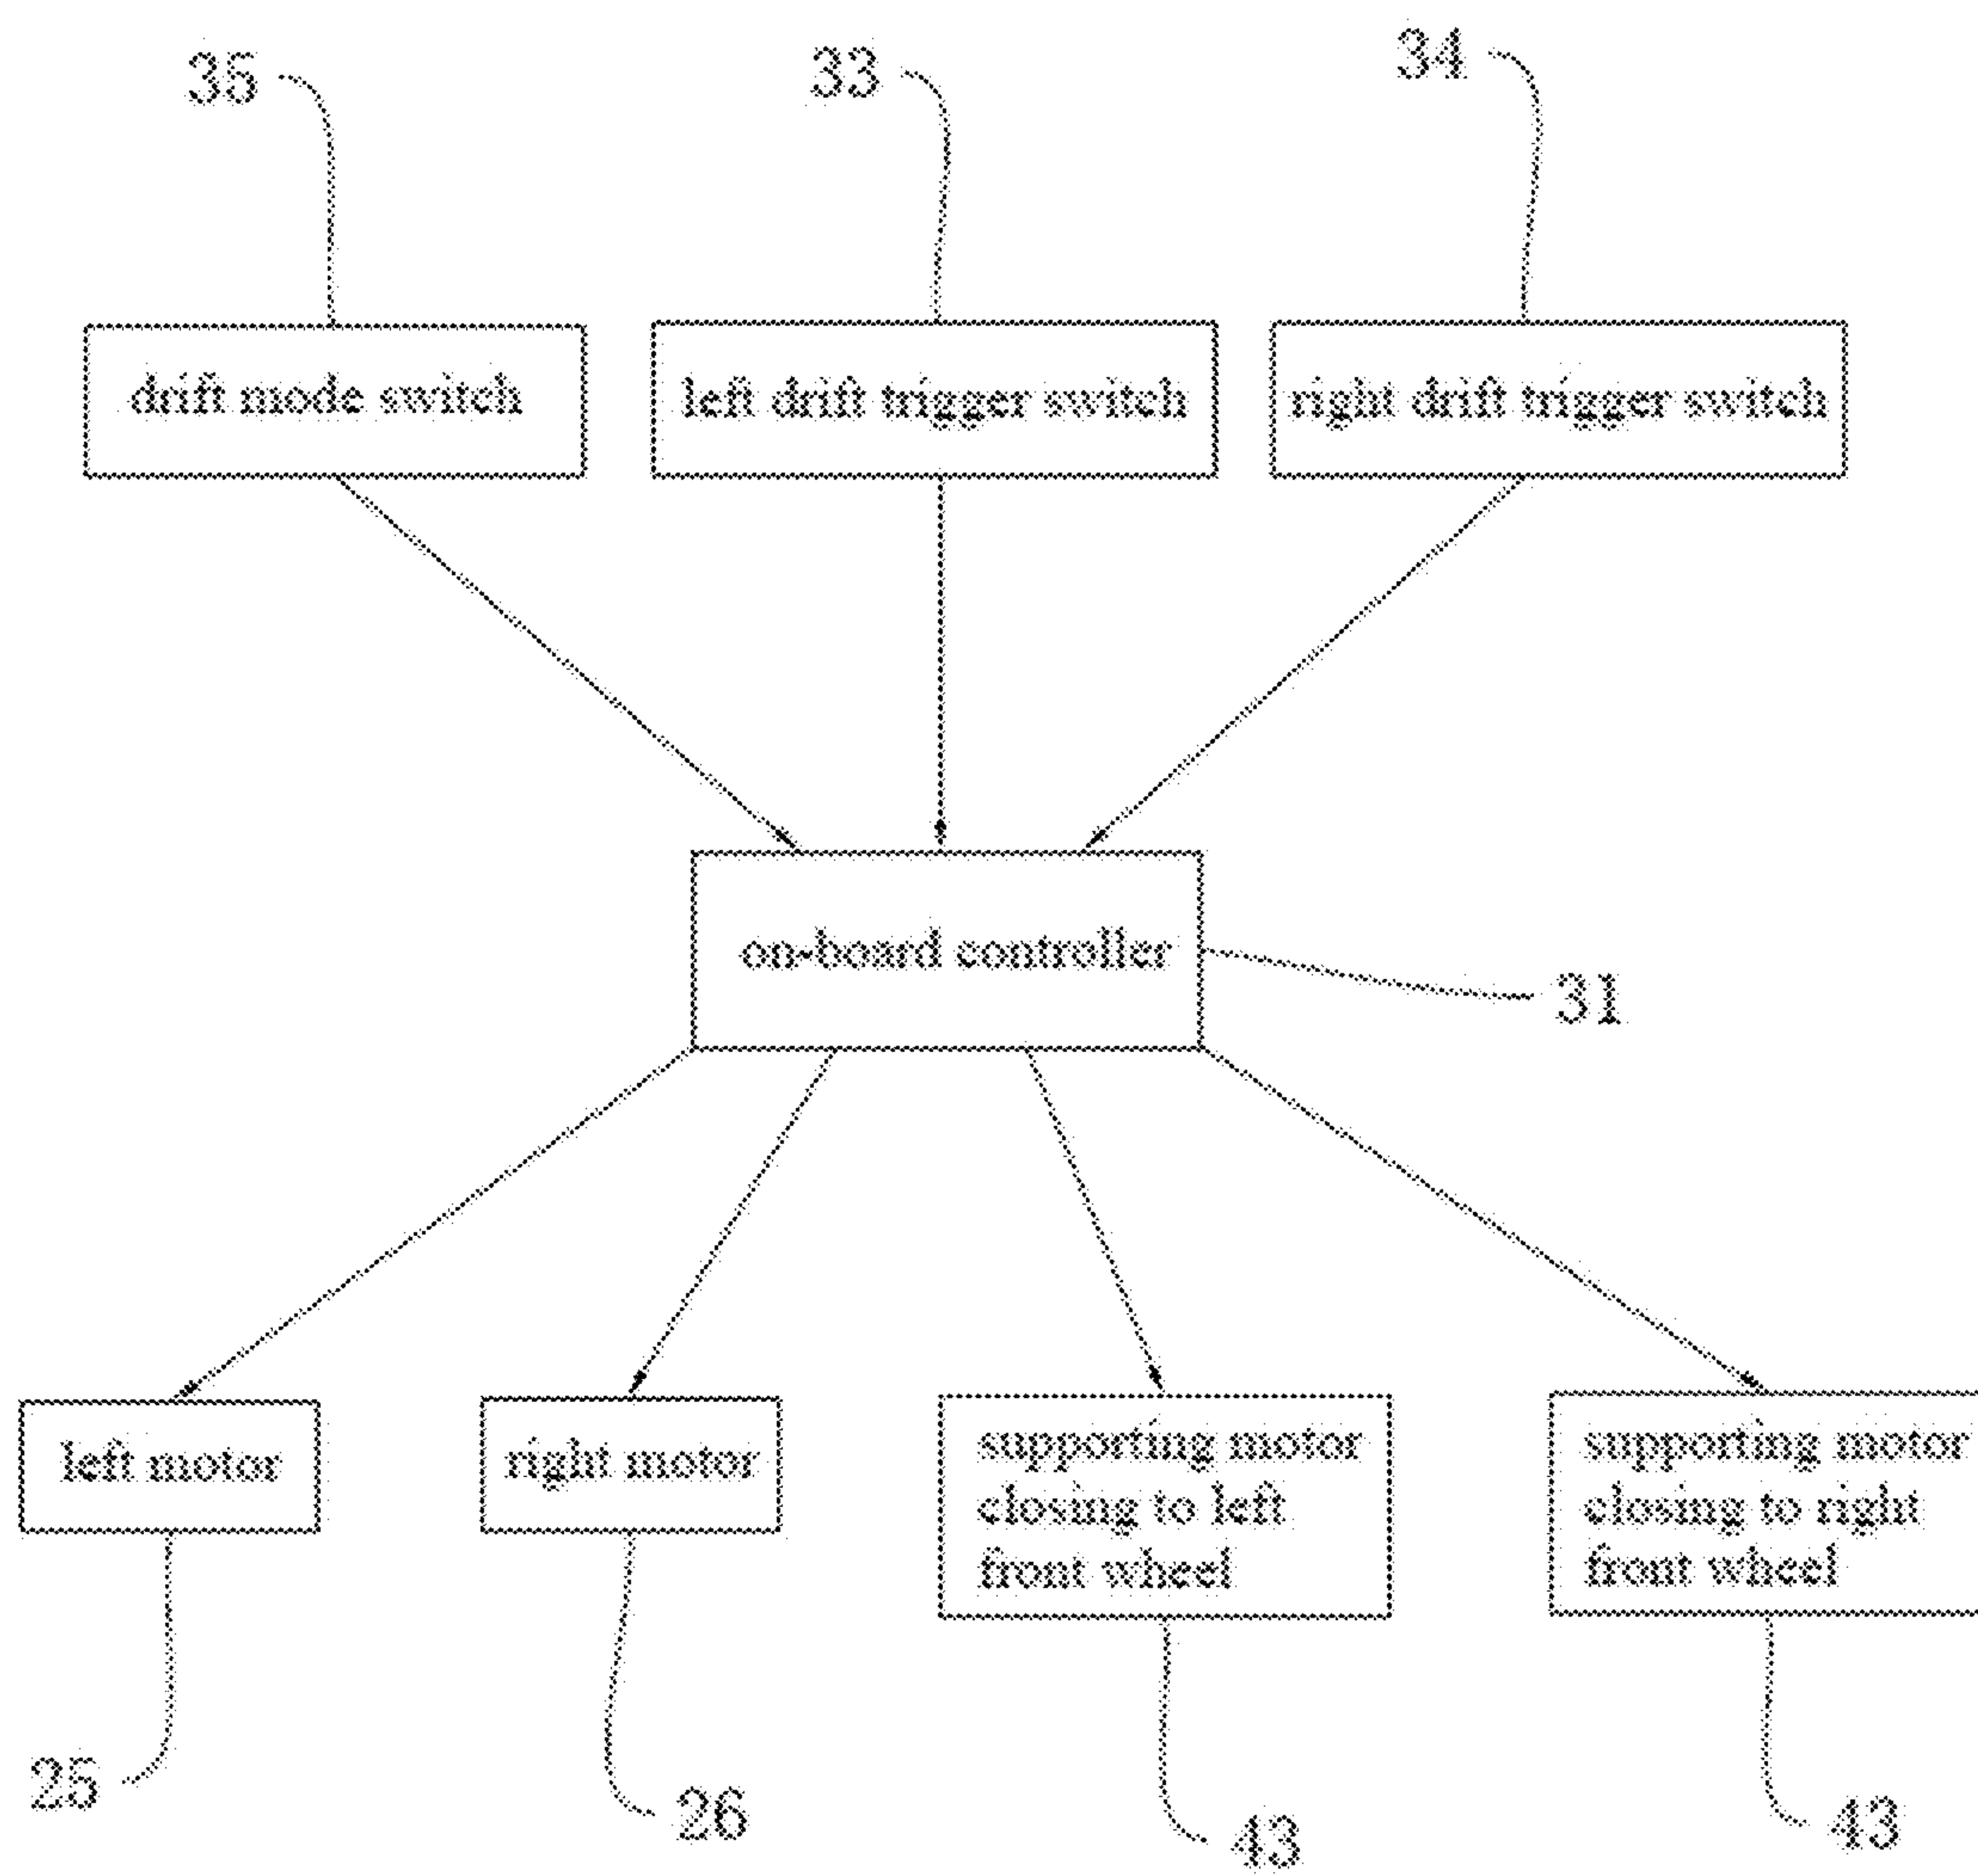 35
33
34
drift mode switch
left drift trigger switch
right drift trigger switch
on-board controller
31
left motor
right motor
supporting motor
closing to left
front wheel
supporting motor
closing to right
front wheel
25
26
43
43